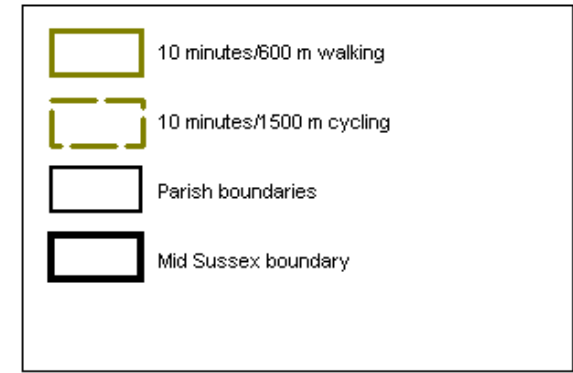 10 minutes/600 m walking
10 minutes/1500 m cycling
Parish boundaries
Mid Sussex boundary